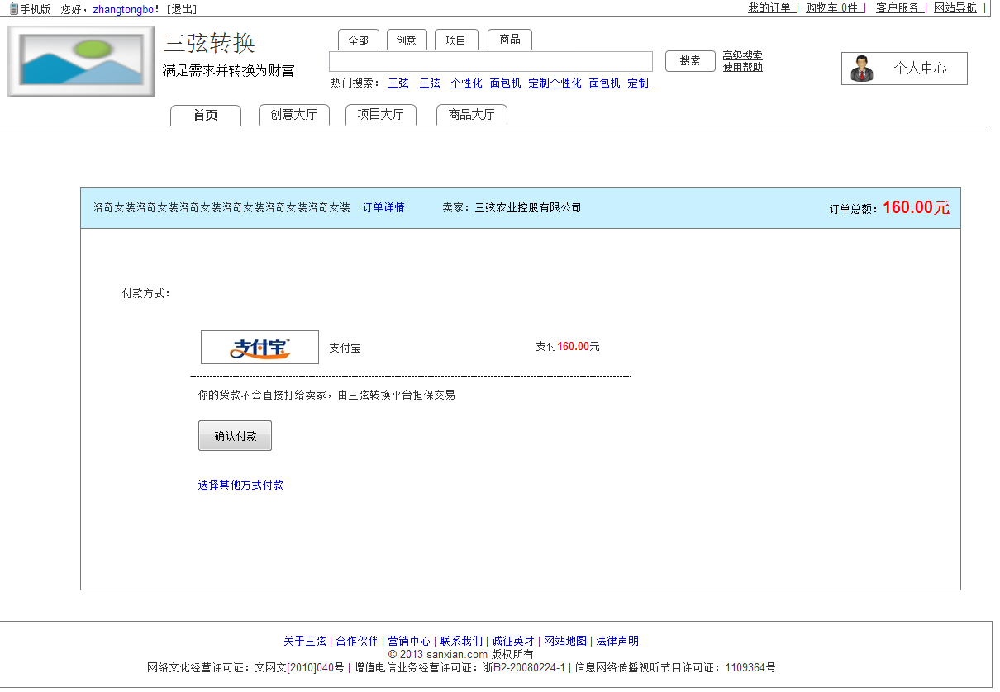 手机版 您好，zhangtongbo！[退出] 我的订单 | 购物车 0件 | 客户服务 | 网站导航 |
三弦转换
满足需求并转换为财富
全部 创意 项目 商品
搜索
高级搜索
使用帮助
热门搜索： 三弦 三弦 个性化 面包机 定制个性化 面包机 定制
个人中心
首页 创意大厅 项目大厅 商品大厅
洛奇女装洛奇女装洛奇女装洛奇女装洛奇女装洛奇女装 订单详情 卖家：三弦农业控股有限公司 订单总额：160.00元
付款方式：
支付宝™ 支付宝 支付160.00元
你的货款不会直接打给卖家，由三弦转换平台担保交易
确认付款
选择其他方式付款
关于三弦 | 合作伙伴 | 营销中心 | 联系我们 | 诚征英才 | 网站地图 | 法律声明
© 2013 sanxian.com 版权所有
网络文化经营许可证：文网文[2010]040号 | 增值电信业务经营许可证：浙B2-20080224-1 | 信息网络传播视听节目许可证：1109364号